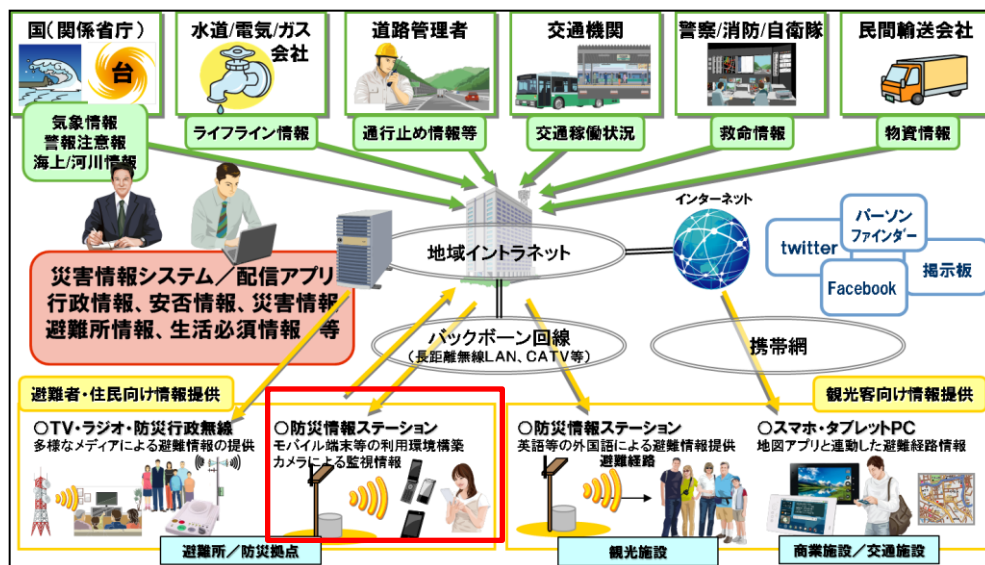 国(関係省庁)
水道/電気/ガス
会社
道路管理者
交通機関
警察/消防/自衛隊
民間輸送会社
台
気象情報
警報注意報
海上/河川情報
ライフライン情報
通行止め情報等
交通稼働状況
救命情報
物資情報
インターネット
地域イントラネット
twitter
パーソン
ファインダー
掲示板
Facebook
災害情報システム/配信アプリ
行政情報、安否情報、災害情報
避難所情報、生活必須情報 等
バックボーン回線
(長距離無線LAN、CATV等)
携帯網
避難者・住民向け情報提供
観光客向け情報提供
○TV・ラジオ・防災行政無線
多様なメディアによる避難情報の提供
○防災情報ステーション
モバイル端末等の利用環境構築
カメラによる監視情報
○防災情報ステーション
英語等の外国語による避難情報提供
避難経路
○スマホ・タブレットPC
地図アプリと連動した避難経路情報
避難所/防災拠点
観光施設
商業施設/交通施設